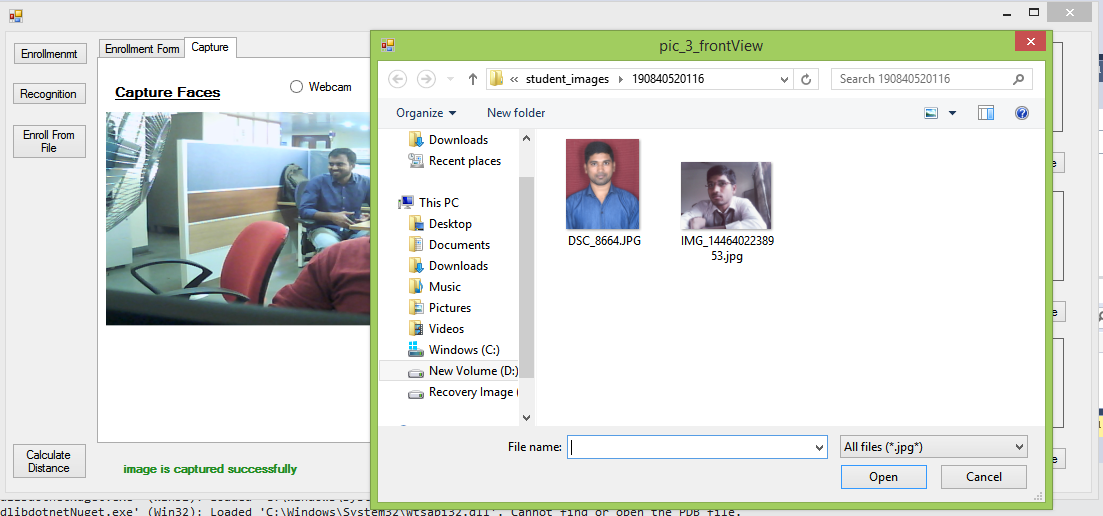 Enrollmenmt
Recognition
Enroll From
File
Calculate
Distance
Enrollment Form
Capture
Capture Faces
Webcam
image is captured successfully
pic_3_frontView
« student_images
190840520116
Search 190840520116
Organize
New folder
Downloads
Recent places
This PC
Desktop
Documents
Downloads
Music
Pictures
Videos
Windows (C:)
New Volume (D:)
Recovery Image (
DSC_8664.JPG
IMG_14464022389
53.jpg
File name:
All files (*.jpg*)
Open
Cancel
dlibdotnetNuget.exe' (Win32): Loaded 'C:\Windows\System32\wtsapi32.dll'. Cannot find or open the PDB file.